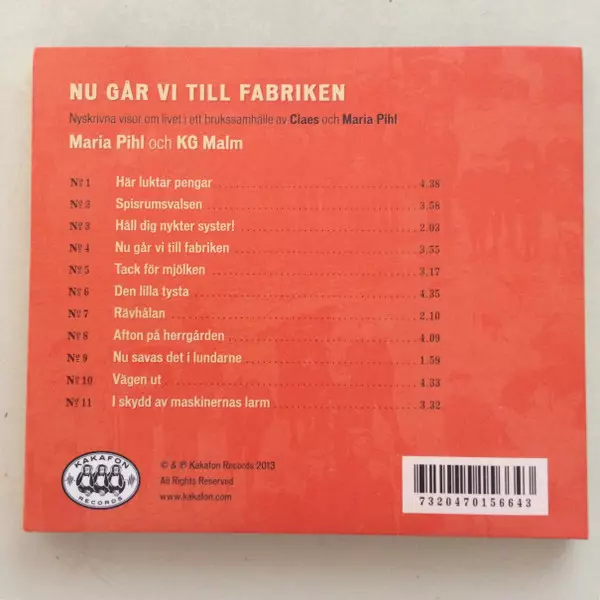 NU GÅR VI TILL FABRIKEN
Nyskrivna visor om livet i ett brukssamhälle av Claes och Maria Pihl
Maria Pihl och KG Malm
Nº 1 Här luktar pengar 4.38
Nº 2 Spisrumsvalsen 3.58
Nº 3 Håll dig nykter syster! 2.03
Nº 4 Nu går vi till fabriken 3.55
Nº 5 Tack för mjölken 3.17
Nº 6 Den lilla tysta 4.35
Nº 7 Rävhålan 2.10
Nº 8 Afton på herrgården 4.09
Nº 9 Nu savas det i lundarne 1.59
Nº 10 Vägen ut 4.33
Nº 11 I skydd av maskinernas larm 3.32
KAKAFON
RECORDS
© & ℗ Kakafon Records 2013
All Rights Reserved
www.kakafon.com
7320470156643